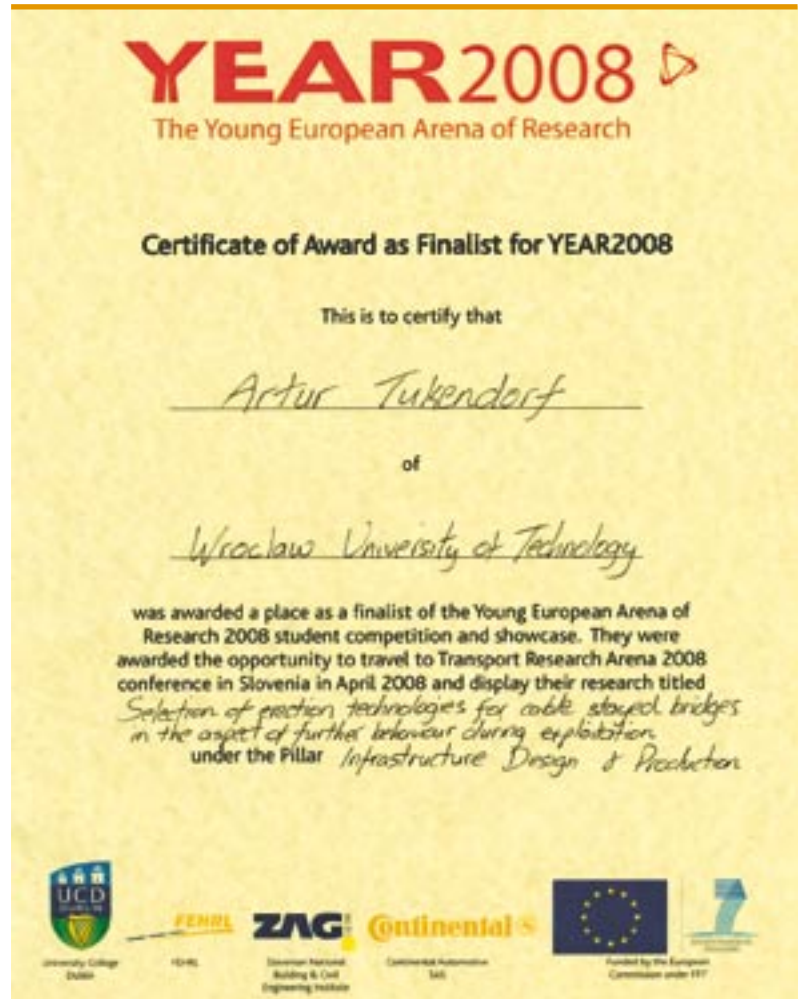 YEAR2008
The Young European Arena of Research
Certificate of Award as Finalist for YEAR2008
This is to certify that
Artur Tukendorf
of
Wroclaw University of Technology
was awarded a place as a finalist of the Young European Arena of
Research 2008 student competition and showcase. They were
awarded the opportunity to travel to Transport Research Arena 2008
conference in Slovenia in April 2008 and display their research titled
Selection of erection technologies for cable stayed bridges
in the aspect of further behaviour during exploitation
under the Pillar Infrastructure Design & Production
UCD
DUBLIN
FEHRL
ZAG
Continental
7
University College
Dublin
FEHRL
Slovenian National
Building & Civil
Engineering Institute
Continental Automotive
SAS
Funded by the European
Commission under FP7